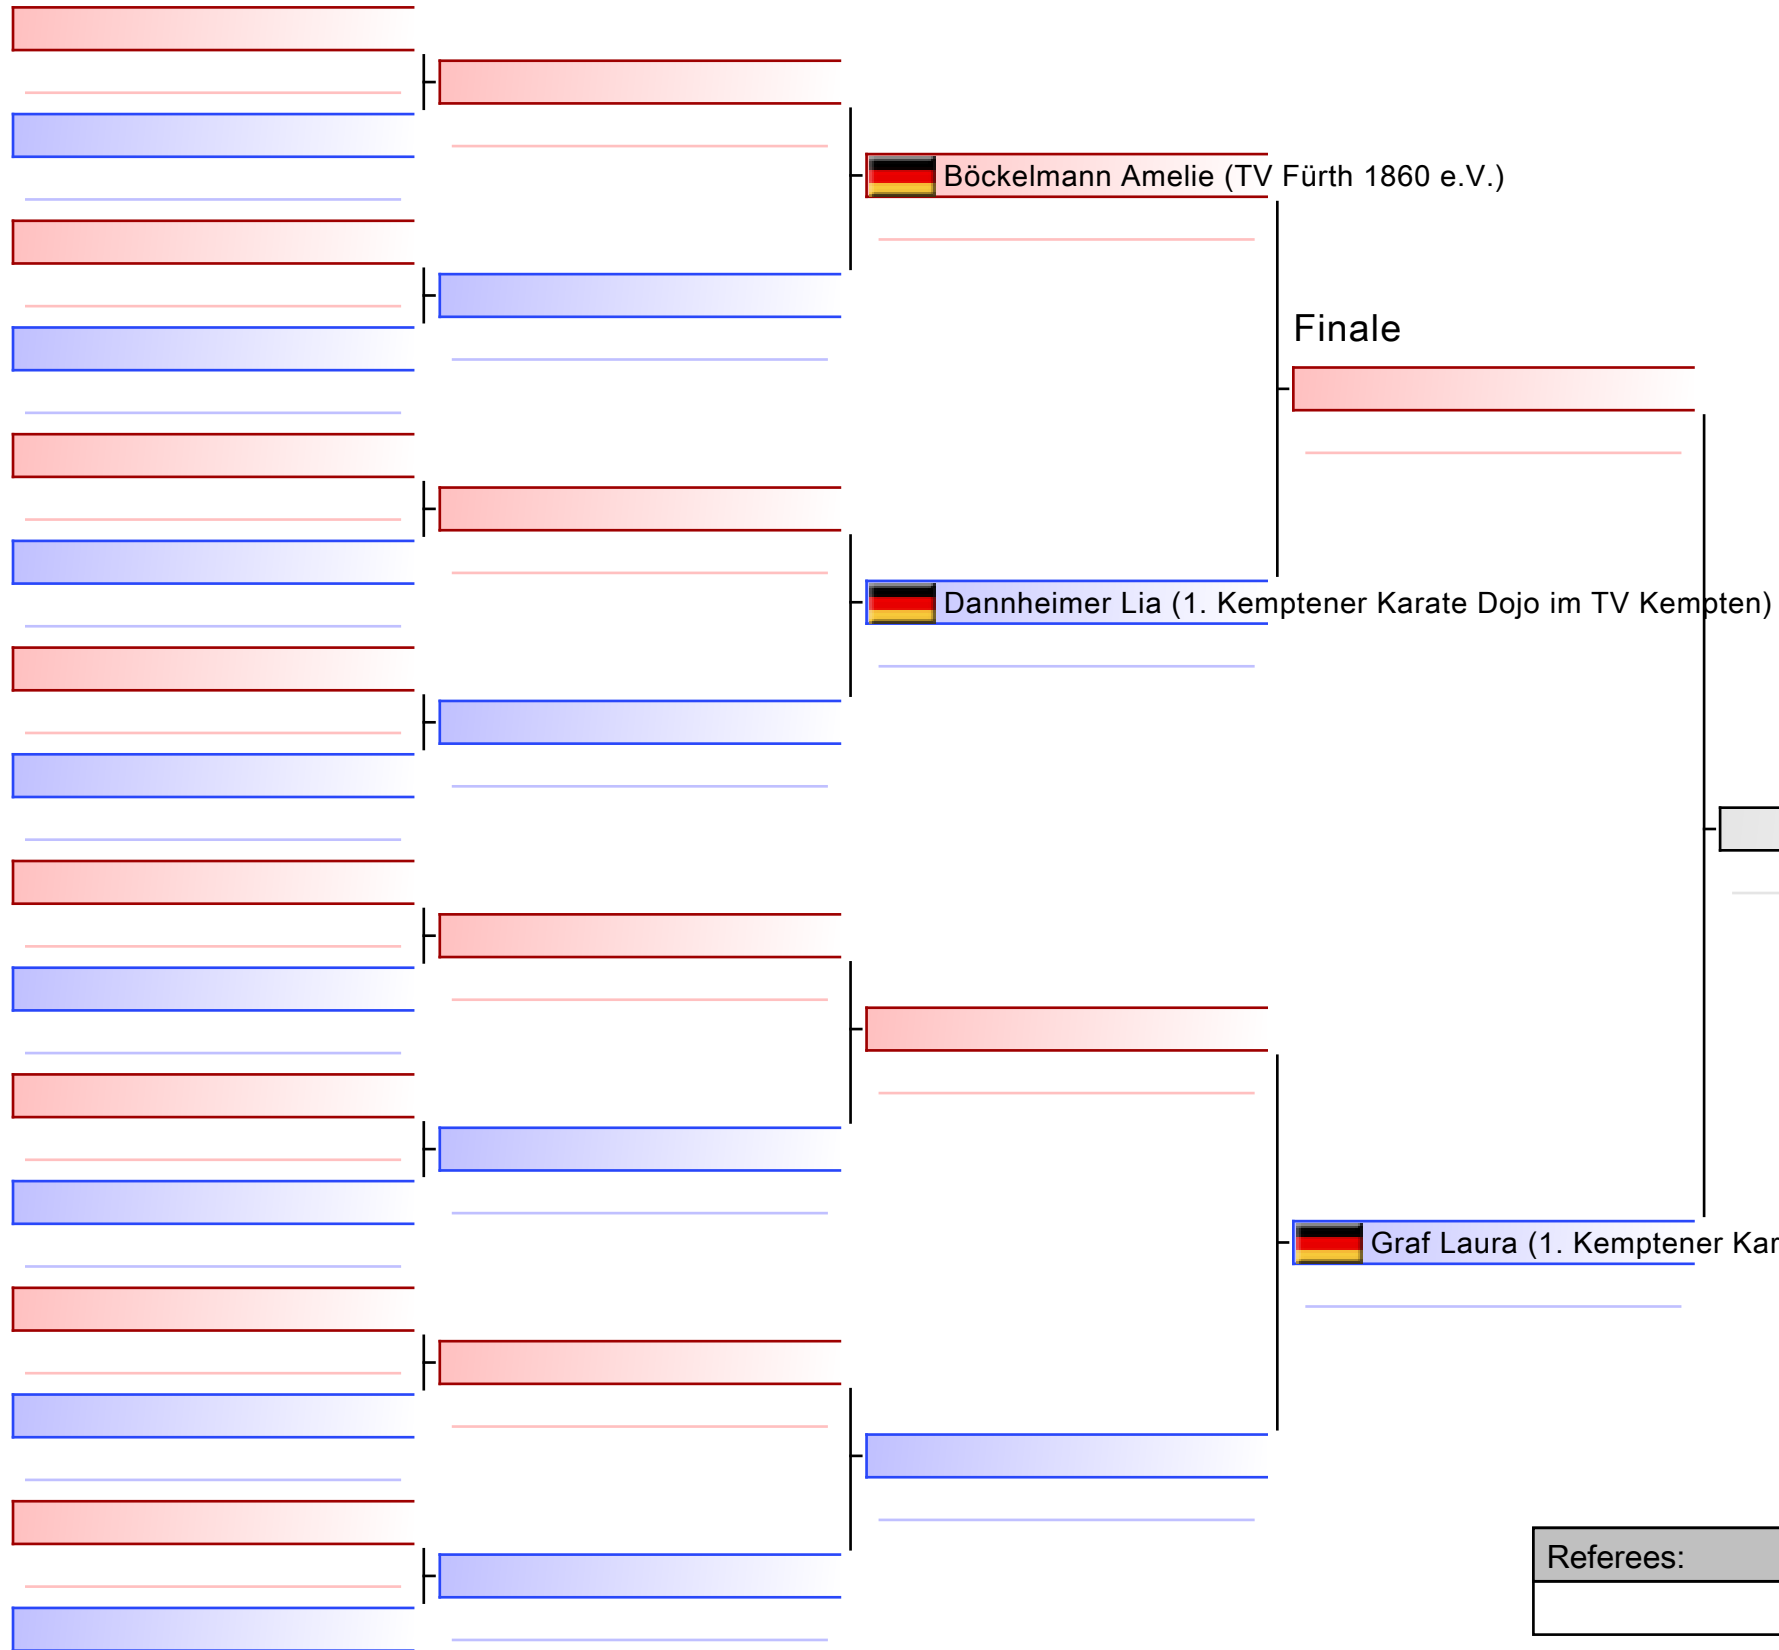 Böckelmann Amelie (TV Fürth 1860 e.V.)
Finale
Dannheimer Lia (1. Kemptener Karate Dojo im TV Kempten)
Graf Laura (1. Kemptener Kar
Referees: